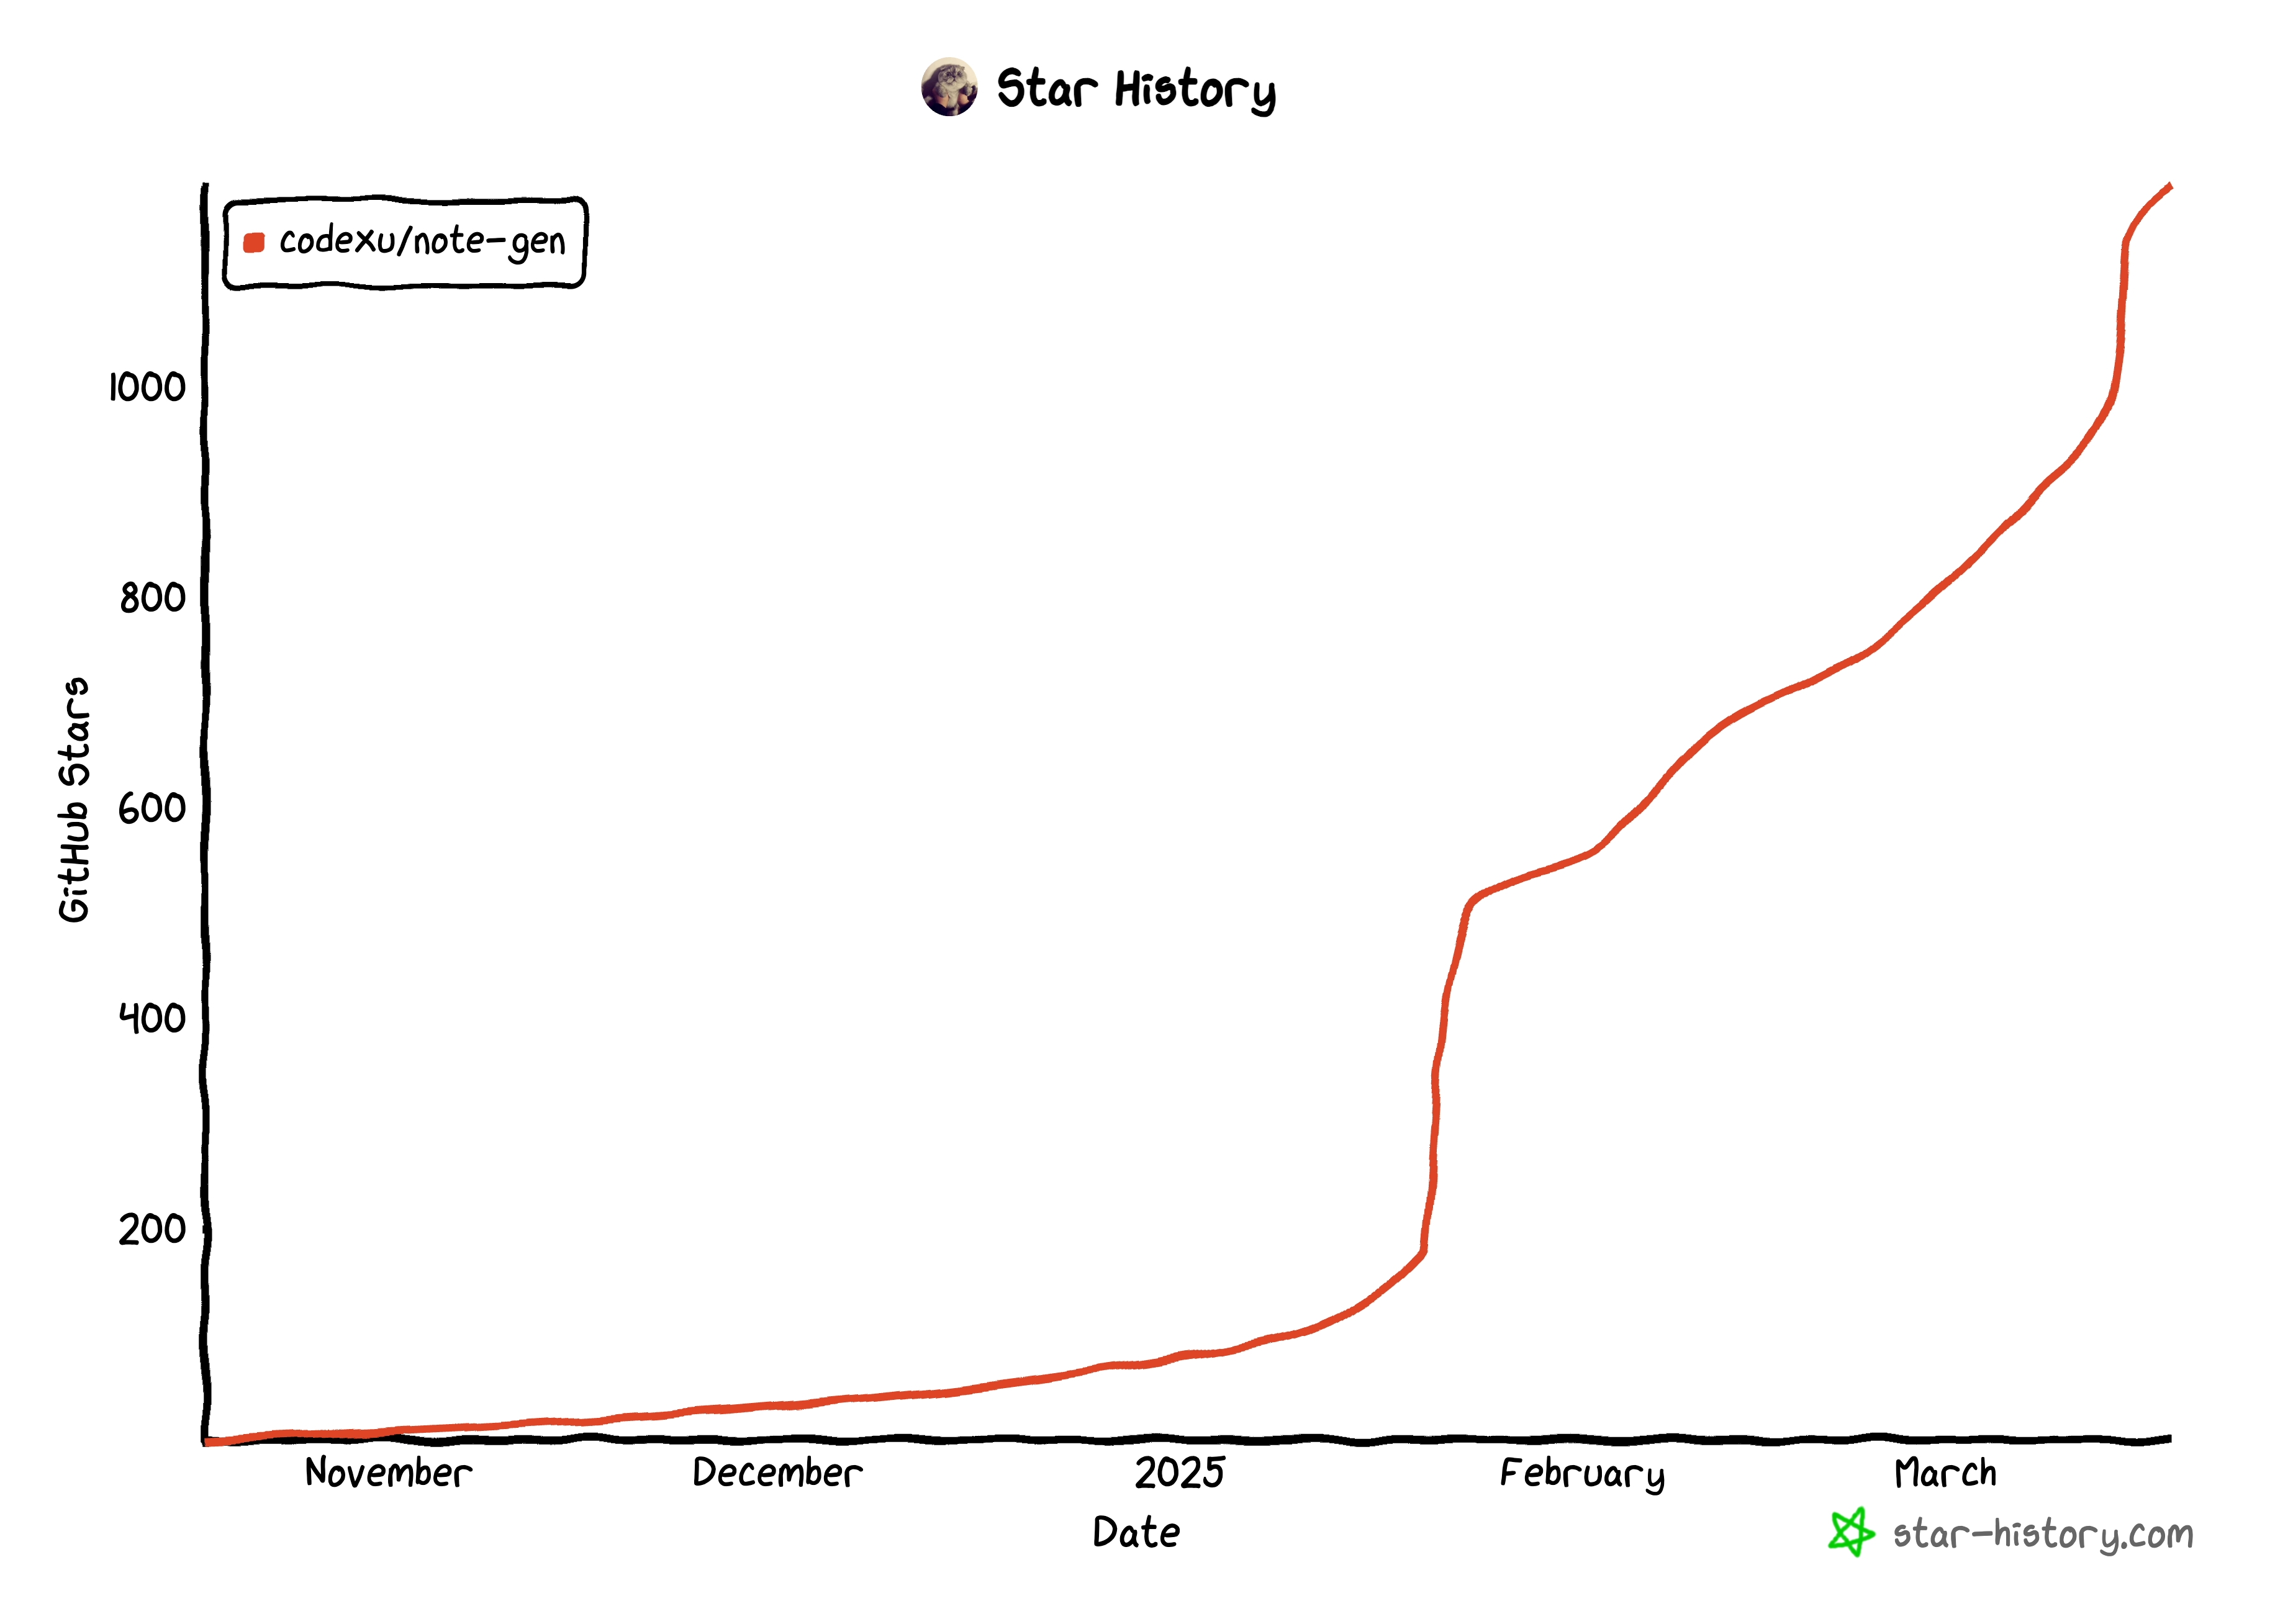 Star History
codexu/note-gen
1000
800
600
400
200
GitHub Stars
November December 2025 February March
Date
star-history.com